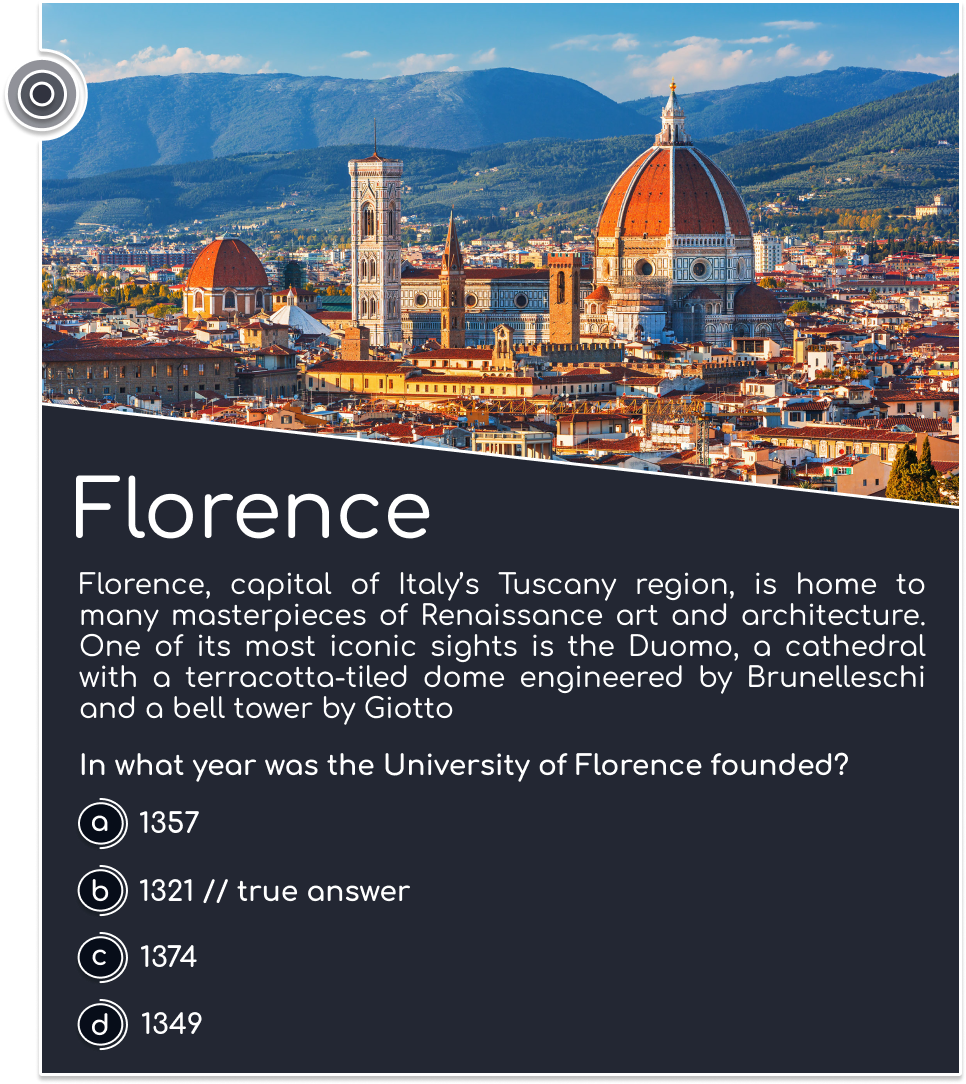 Florence
Florence, capital of Italy's Tuscany region, is home to
many masterpieces of Renaissance art and architecture.
One of its most iconic sights is the Duomo, a cathedral
with a terracotta-tiled dome engineered by Brunelleschi
and a bell tower by Giotto
In what year was the University of Florence founded?
a 1357
b 1321 // true answer
c 1374
d 1349